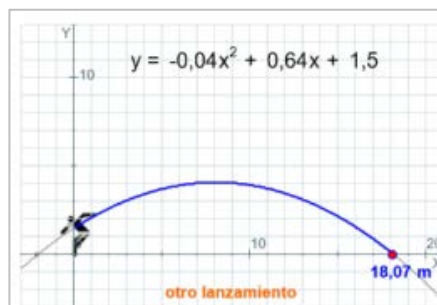 Y
y = -0,04x² + 0,64x + 1,5
10
10
20
X
18,07 m
otro lanzamiento